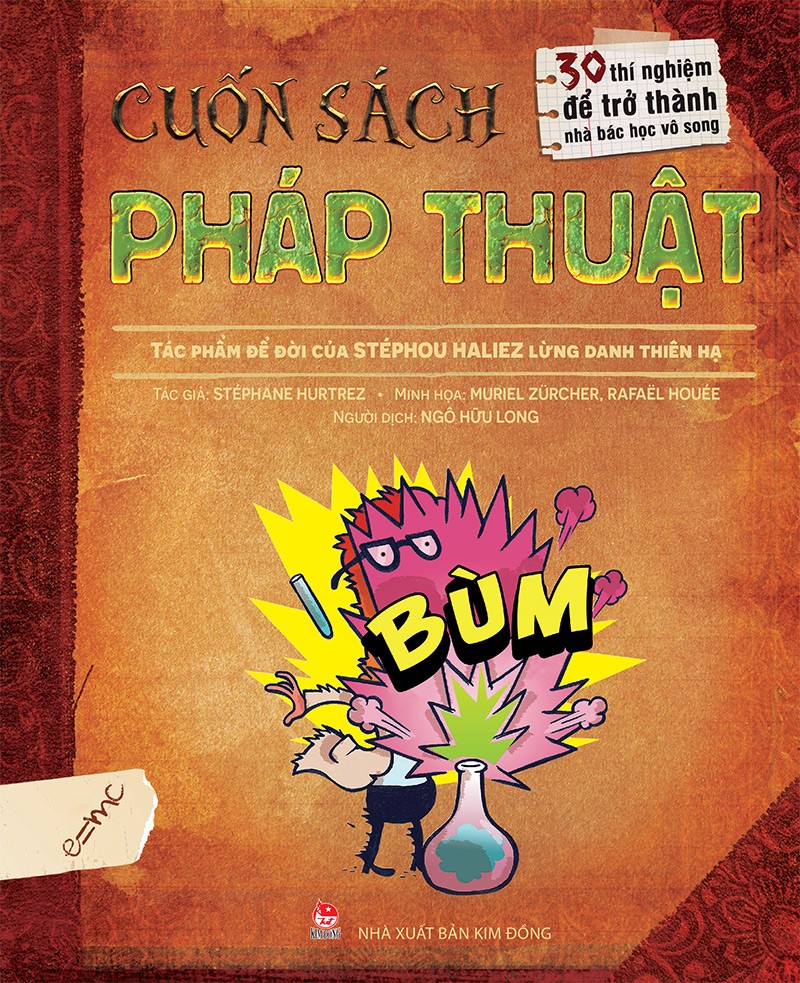 30 thí nghiệm
để trở thành
nhà bác học vô song
CUỐN SÁCH
PHÁP THUẬT
TÁC PHẨM ĐỂ ĐỜI CỦA STÉPHOU HALIEZ LỪNG DANH THIÊN HẠ
TÁC GIẢ: STÉPHANE HURTREZ • MINH HỌA: MURIEL ZÜRCHER, RAFAËL HOUÉE
NGƯỜI DỊCH: NGÔ HỮU LONG
BÙM
e=mc
KIM ĐỒNG
NHÀ XUẤT BẢN KIM ĐỒNG